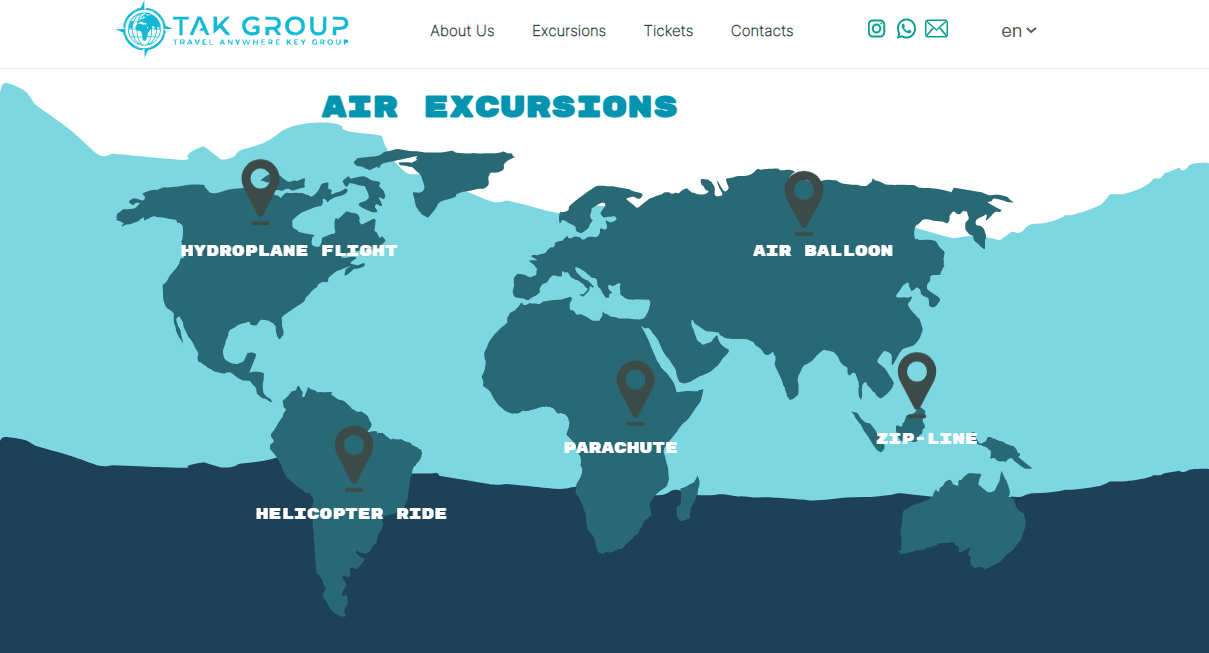 TAK GROUP
TRAVEL ANYWHERE KEY GROUP
About Us
Excursions
Tickets
Contacts
en
AIR EXCURSIONS
HYDROPLANE FLIGHT
AIR BALLOON
ZIP-LINE
PARACHUTE
HELICOPTER RIDE